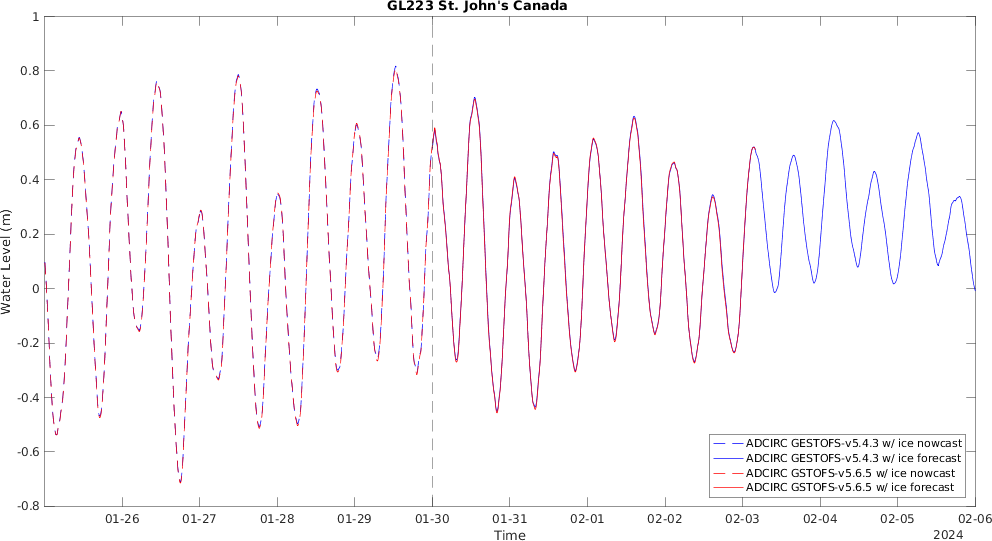 GL223 St. John's Canada
1
0.8
0.6
0.4
0.2
0
-0.2
-0.4
-0.6
-0.8
Water Level (m)
ADCIRC GESTOFS-v5.4.3 w/ ice nowcast
ADCIRC GESTOFS-v5.4.3 w/ ice forecast
ADCIRC GSTOFS-v5.6.5 w/ ice nowcast
ADCIRC GSTOFS-v5.6.5 w/ ice forecast
01-26 01-27 01-28 01-29 01-30 01-31 02-01 02-02 02-03 02-04 02-05 02-06
Time
2024